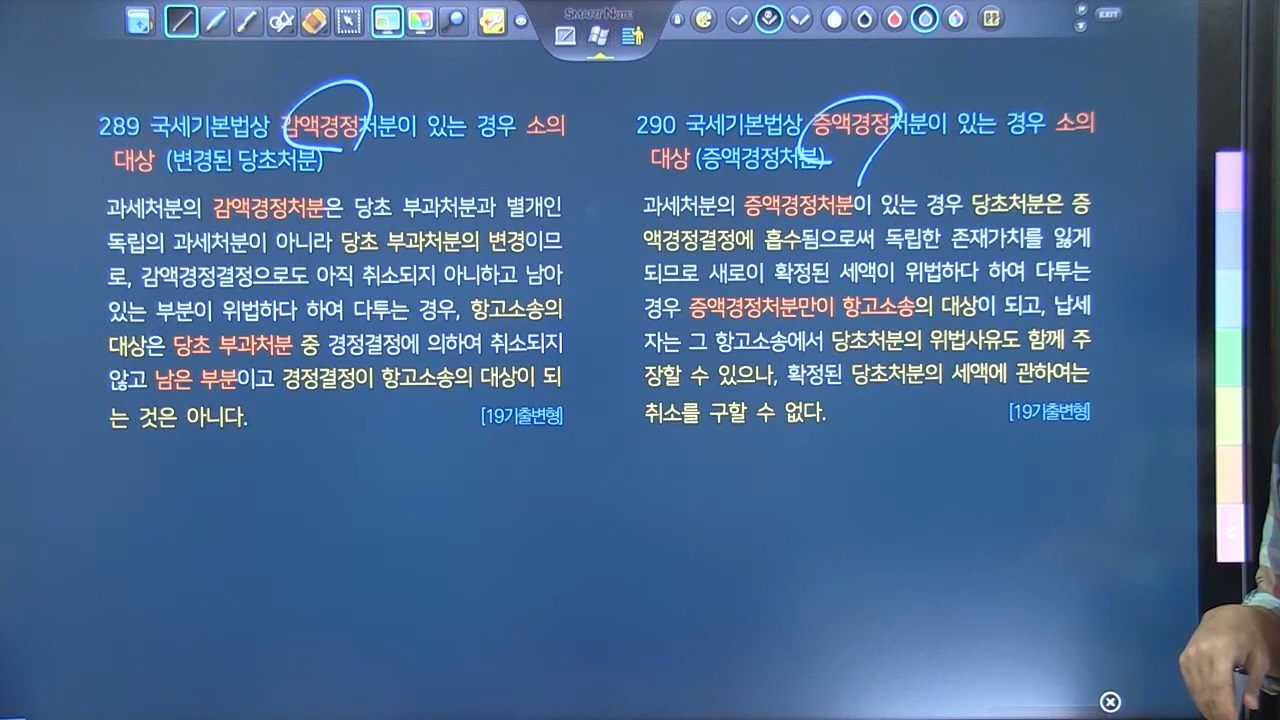 SMART NOTE
EXIT
289 국세기본법상 감액경정처분이 있는 경우 소의
대상 (변경된 당초처분)
과세처분의 감액경정처분은 당초 부과처분과 별개인
독립의 과세처분이 아니라 당초 부과처분의 변경이므
로, 감액경정결정으로도 아직 취소되지 아니하고 남아
있는 부분이 위법하다 하여 다투는 경우, 항고소송의
대상은 당초 부과처분 중 경정결정에 의하여 취소되지
않고 남은 부분이고 경정결정이 항고소송의 대상이 되
는 것은 아니다. [19기출변형]
290 국세기본법상 증액경정처분이 있는 경우 소의
대상 (증액경정처분)
과세처분의 증액경정처분이 있는 경우 당초처분은 증
액경정결정에 흡수됨으로써 독립한 존재가치를 잃게
되므로 새로이 확정된 세액이 위법하다 하여 다투는
경우 증액경정처분만이 항고소송의 대상이 되고, 납세
자는 그 항고소송에서 당초처분의 위법사유도 함께 주
장할 수 있으나, 확정된 당초처분의 세액에 관하여는
취소를 구할 수 없다. [19기출변형]